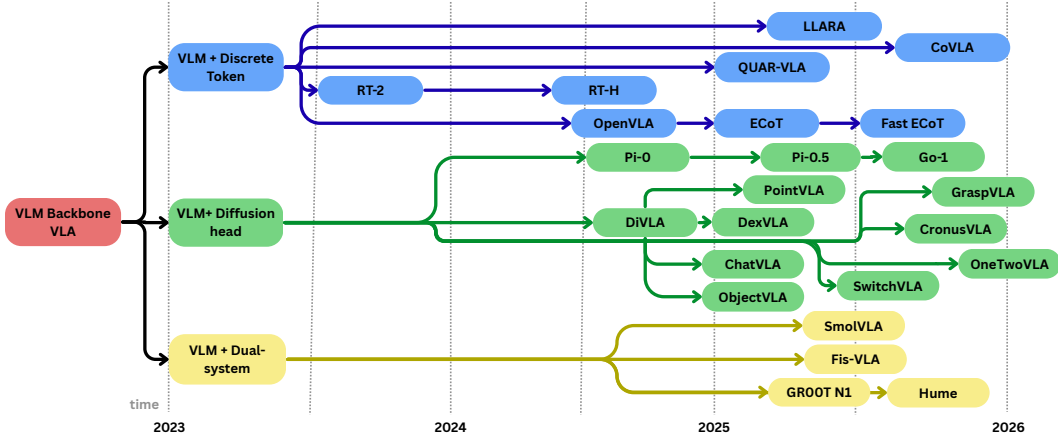 LLARA
CoVLA
VLM + Discrete
Token
QUAR-VLA
RT-2
RT-H
OpenVLA
ECoT
Fast ECoT
Pi-0
Pi-0.5
Go-1
PointVLA
GraspVLA
VLM Backbone
VLA
VLM+ Diffusion
head
DiVLA
DexVLA
CronusVLA
ChatVLA
OneTwoVLA
SwitchVLA
ObjectVLA
SmolVLA
VLM + Dual-
system
Fis-VLA
GR00T N1
Hume
time
2023
2024
2025
2026